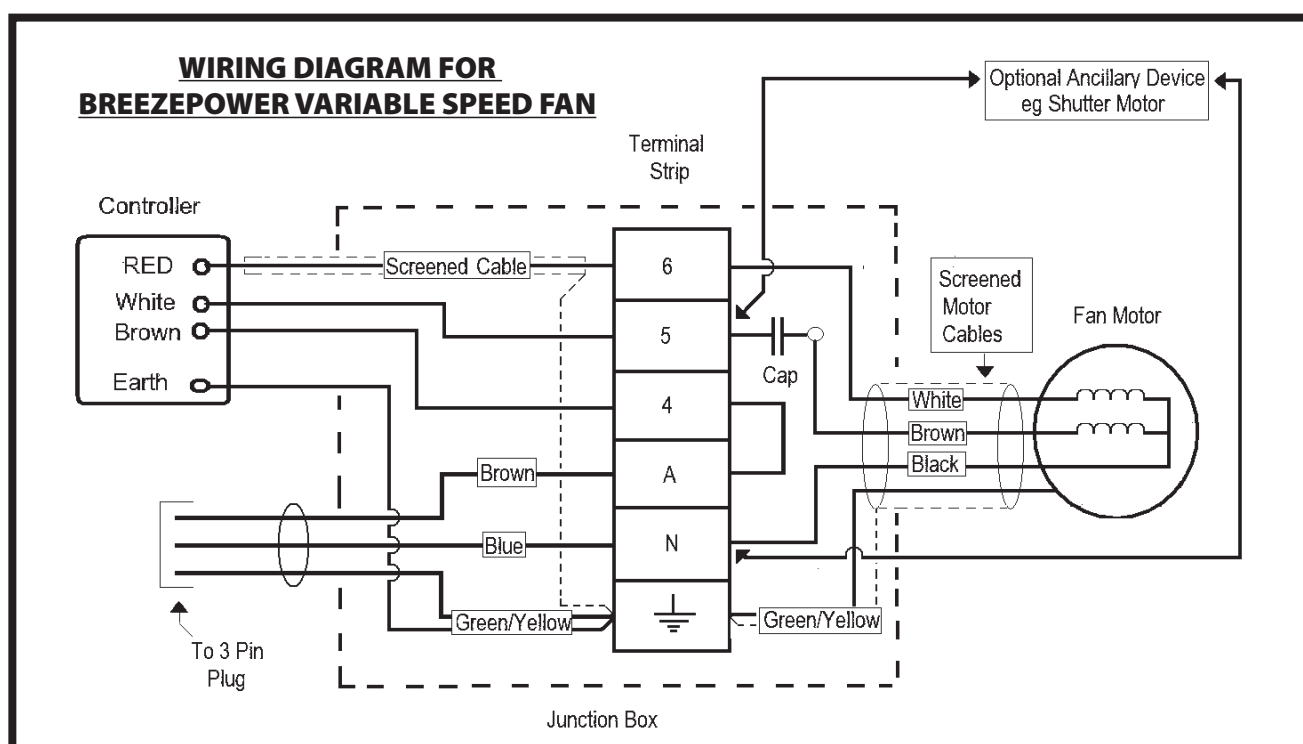 WIRING DIAGRAM FOR
BREEZEPOWER VARIABLE SPEED FAN
Optional Ancillary Device
eg Shutter Motor
Terminal
Strip
Controller
RED
White
Brown
Earth
Screened Cable
6
5
4
A
N
Cap
Screened
Motor
Cables
Fan Motor
White
Brown
Black
Brown
Blue
Green/Yellow
Green/Yellow
To 3 Pin
Plug
Junction Box